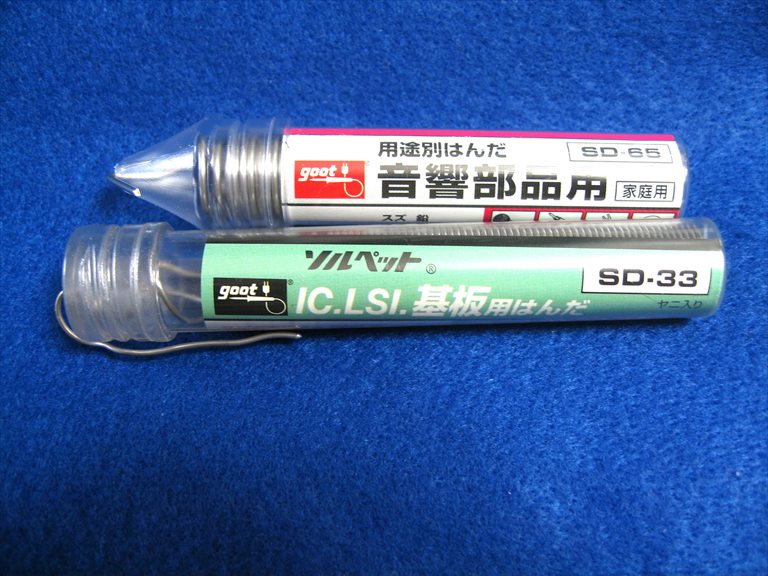 用途別はんだ SD-65
goot 音響部品用 家庭用
スズ 鉛
ソルペット®
goot® IC.LSI.基板用はんだ SD-33
ヤニ入り